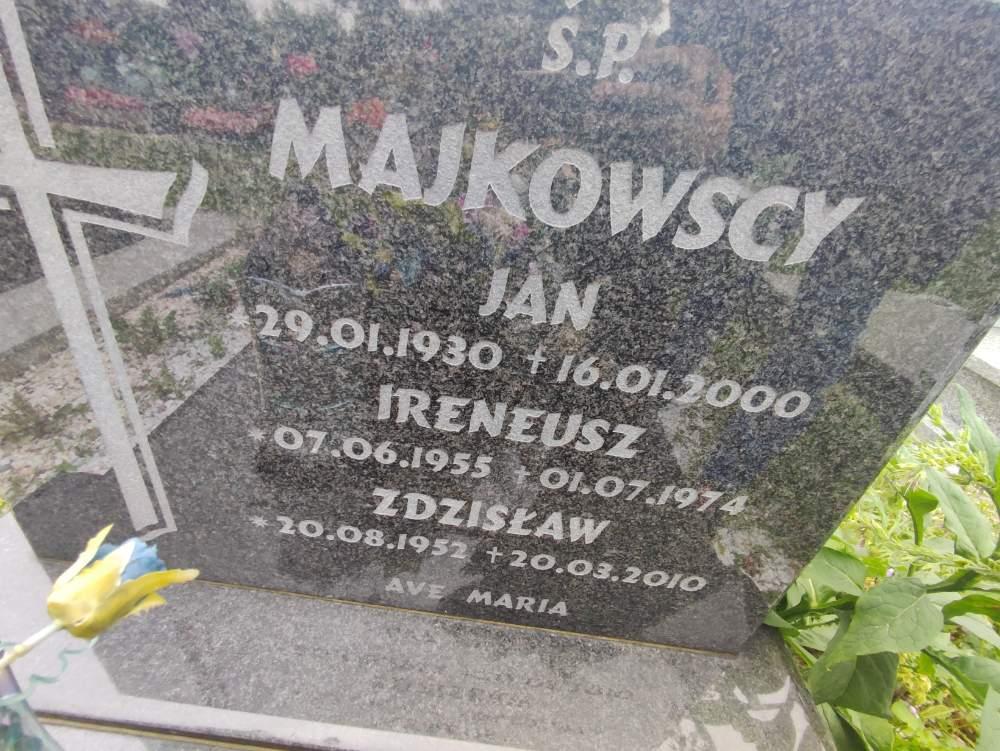 S.P.
MAJKOWSCY
JAN
* 29.01.1930 + 16.01.2000
IRENEUSZ
* 07.06.1955 + 01.07.1974
ZDZISŁAW
* 20.08.1952 + 20.03.2010
AVE MARIA